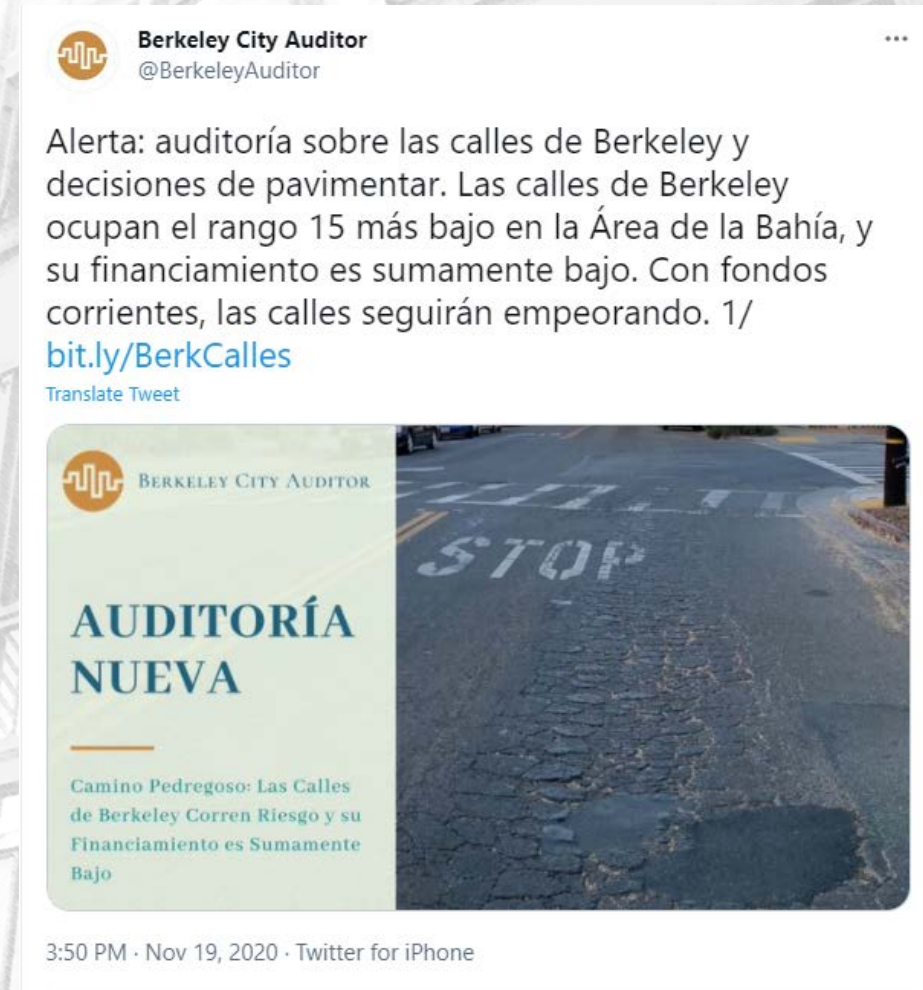 Berkeley City Auditor
@BerkeleyAuditor
Alerta: auditoría sobre las calles de Berkeley y
decisiones de pavimentar. Las calles de Berkeley
ocupan el rango 15 más bajo en la Área de la Bahía, y
su financiamiento es sumamente bajo. Con fondos
corrientes, las calles seguirán empeorando. 1/
bit.ly/BerkCalles
Translate Tweet
BERKELEY CITY AUDITOR
AUDITORÍA
NUEVA
Camino Pedregoso: Las Calles
de Berkeley Corren Riesgo y su
Financiamiento es Sumamente
Bajo
STOP
3:50 PM · Nov 19, 2020 · Twitter for iPhone